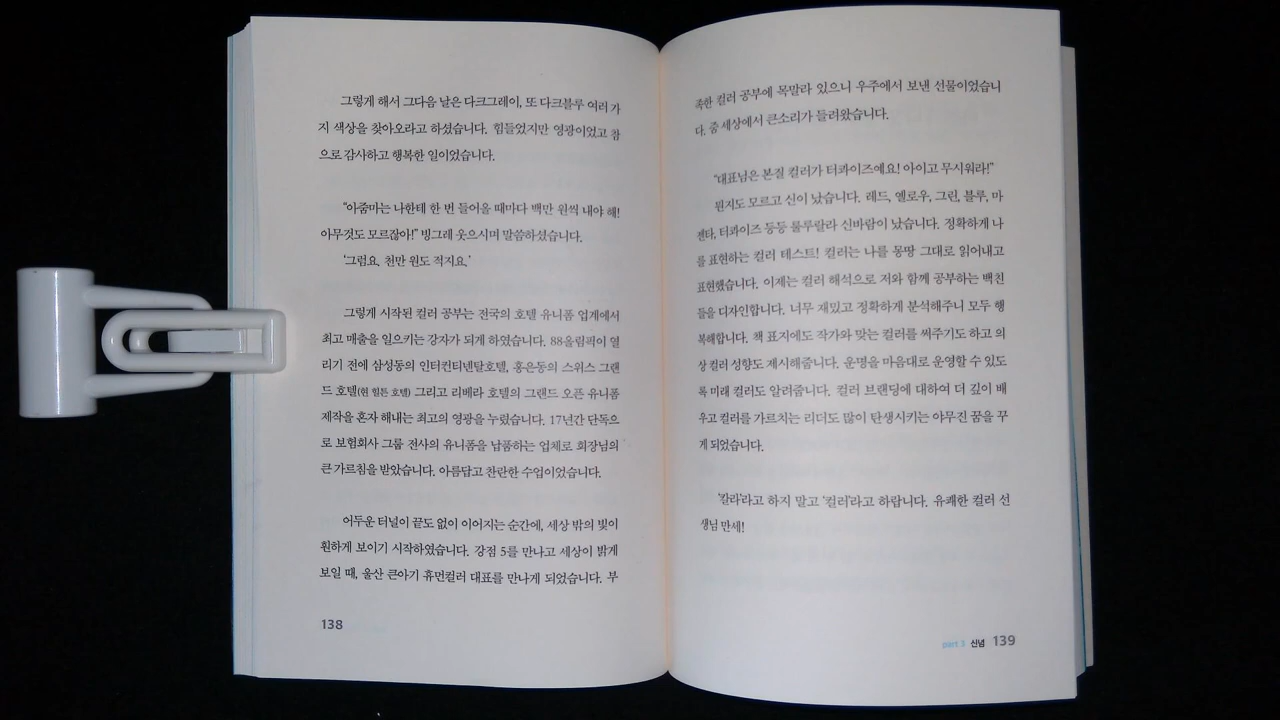 그렇게 해서 그다음 날은 다크그레이, 또 다크블루 여러 가
지 색상을 찾아오라고 하셨습니다. 힘들었지만 영광이었고 참
으로 감사하고 행복한 일이었습니다.
“아줌마는 나한테 한 번 들어올 때마다 백만 원씩 내야 해!
아무것도 모르잖아!” 빙그레 웃으시며 말씀하셨습니다.
‘그럼요. 천만 원도 적지요.’
그렇게 시작된 컬러 공부는 전국의 호텔 유니폼 업계에서
최고 매출을 일으키는 강자가 되게 하였습니다. 88올림픽이 열
리기 전에 삼성동의 인터컨티넨탈호텔, 홍은동의 스위스 그랜
드 호텔(현 힐튼 호텔) 그리고 리베라 호텔의 그랜드 오픈 유니폼
제작을 혼자 해내는 최고의 영광을 누렸습니다. 17년간 단독으
로 보험회사 그룹 전사의 유니폼을 납품하는 업체로 회장님의
큰 가르침을 받았습니다. 아름답고 찬란한 수업이었습니다.
어두운 터널이 끝도 없이 이어지는 순간에, 세상 밖의 빛이
훤하게 보이기 시작하였습니다. 강점 5를 만나고 세상이 밝게
보일 때, 울산 큰아기 휴먼컬러 대표를 만나게 되었습니다. 부
138
족한 컬러 공부에 목말라 있으니 우주에서 보낸 선물이었습니
다. 줌 세상에서 큰소리가 들려왔습니다.
“대표님은 본질 컬러가 터콰이즈예요! 아이고 무시워라!”
뭔지도 모르고 신이 났습니다. 레드, 옐로우, 그린, 블루, 마
젠타, 터콰이즈 등등 룰루랄라 신바람이 났습니다. 정확하게 나
를 표현하는 컬러 테스트! 컬러는 나를 몽땅 그대로 읽어내고
표현했습니다. 이제는 컬러 해석으로 저와 함께 공부하는 백친
들을 디자인합니다. 너무 재밌고 정확하게 분석해주니 모두 행
복해합니다. 책 표지에도 작가와 맞는 컬러를 써주기도 하고 의
상 컬러 성향도 제시해줍니다. 운명을 마음대로 운영할 수 있도
록 미래 컬러도 알려줍니다. 컬러 브랜딩에 대하여 더 깊이 배
우고 컬러를 가르치는 리더도 많이 탄생시키는 야무진 꿈을 꾸
게 되었습니다.
‘칼라’라고 하지 말고 ‘컬러’라고 하랍니다. 유쾌한 컬러 선
생님 만세!
part 3 신념 139